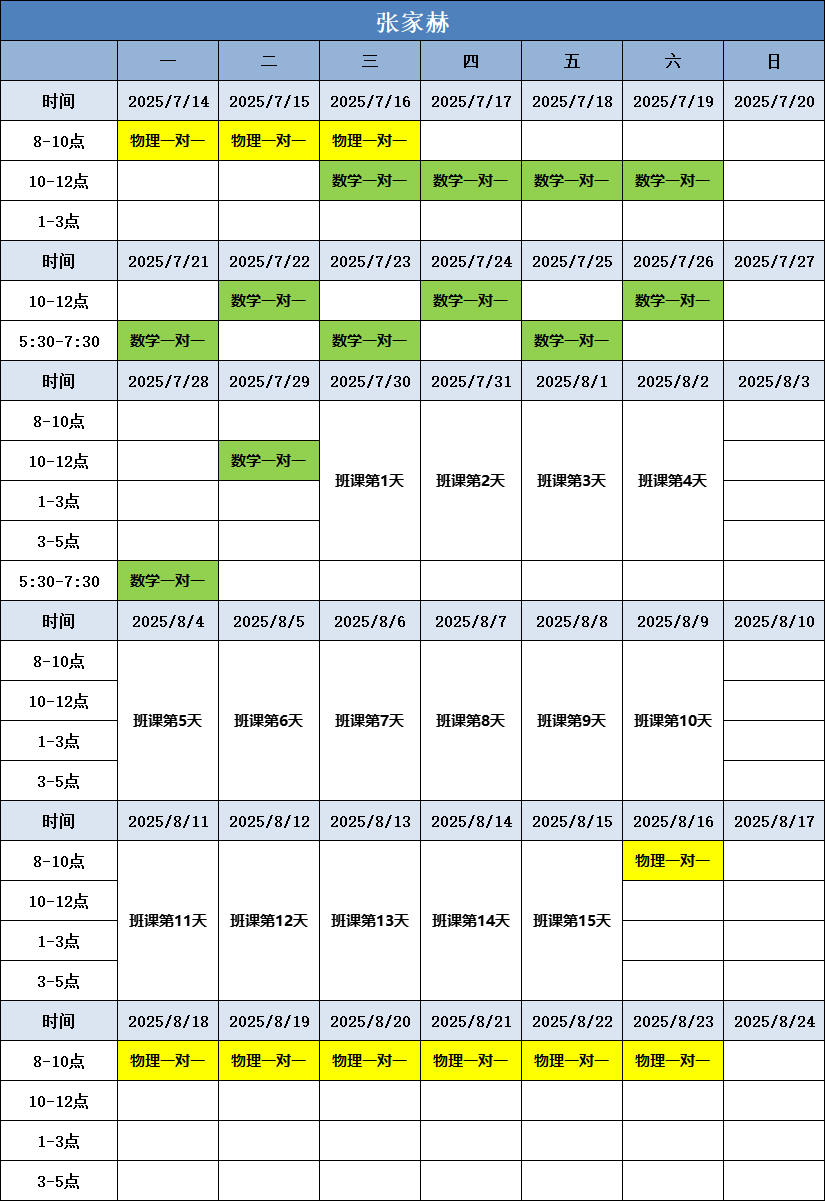 张家赫
一 二 三 四 五 六 日
时间 2025/7/14 2025/7/15 2025/7/16 2025/7/17 2025/7/18 2025/7/19 2025/7/20
8-10点 物理一对一 物理一对一 物理一对一
10-12点 数学一对一 数学一对一 数学一对一 数学一对一
1-3点
时间 2025/7/21 2025/7/22 2025/7/23 2025/7/24 2025/7/25 2025/7/26 2025/7/27
10-12点 数学一对一 数学一对一 数学一对一
5:30-7:30 数学一对一 数学一对一 数学一对一
时间 2025/7/28 2025/7/29 2025/7/30 2025/7/31 2025/8/1 2025/8/2 2025/8/3
8-10点
10-12点 数学一对一
班课第1天 班课第2天 班课第3天 班课第4天
1-3点
3-5点
5:30-7:30 数学一对一
时间 2025/8/4 2025/8/5 2025/8/6 2025/8/7 2025/8/8 2025/8/9 2025/8/10
8-10点
10-12点
班课第5天 班课第6天 班课第7天 班课第8天 班课第9天 班课第10天
1-3点
3-5点
时间 2025/8/11 2025/8/12 2025/8/13 2025/8/14 2025/8/15 2025/8/16 2025/8/17
8-10点 物理一对一
10-12点
班课第11天 班课第12天 班课第13天 班课第14天 班课第15天
1-3点
3-5点
时间 2025/8/18 2025/8/19 2025/8/20 2025/8/21 2025/8/22 2025/8/23 2025/8/24
8-10点 物理一对一 物理一对一 物理一对一 物理一对一 物理一对一 物理一对一
10-12点
1-3点
3-5点